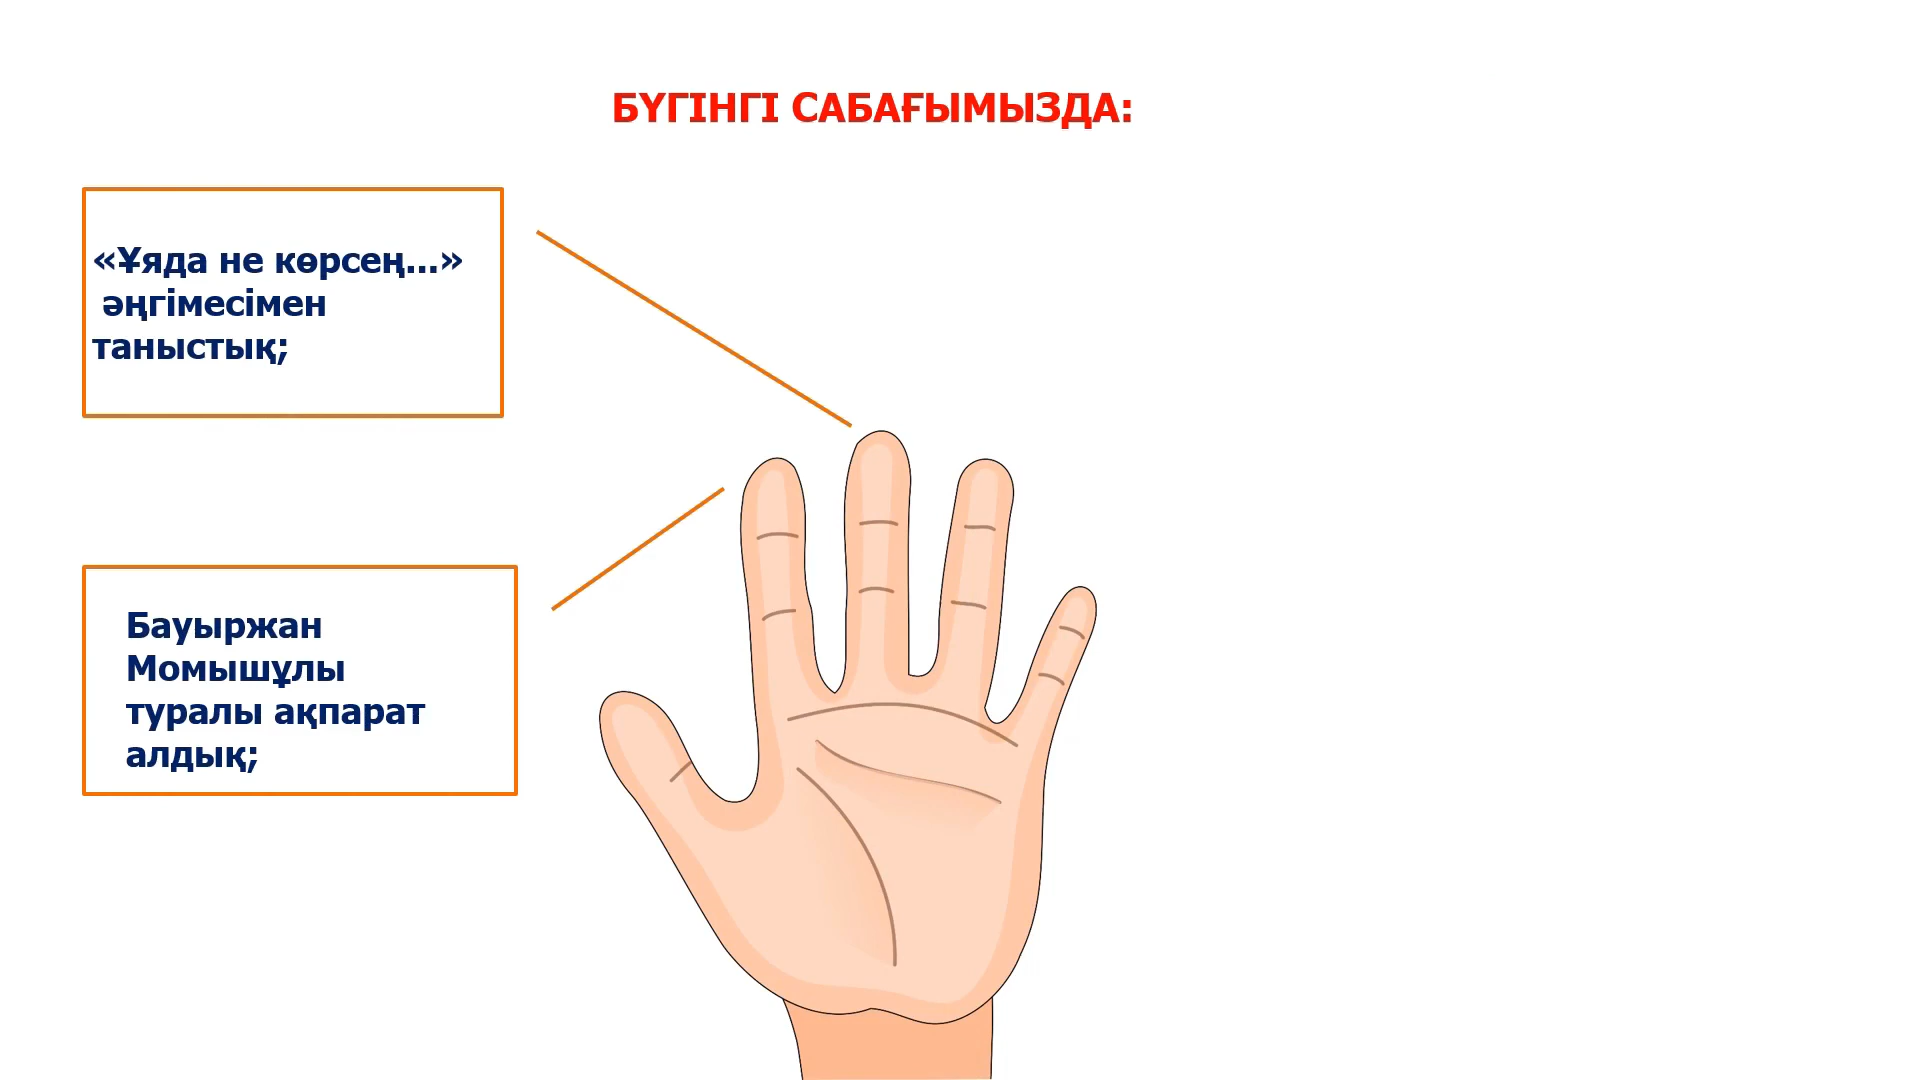 БҮГІНГІ САБАҒЫМЫЗДА:
«Ұяда не көрсең...»
әңгімесімен
таныстық;
Бауыржан
Момышұлы
туралы ақпарат
алдық;